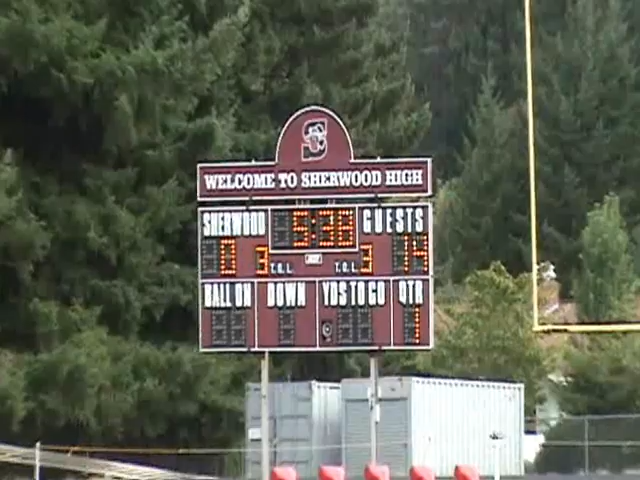 S
WELCOME TO SHERWOOD HIGH
SHERWOOD 5:38 GUESTS
0 3 T.O.L. T.O.L. 3 14
BALL ON DOWN YDS TO GO QTR
1